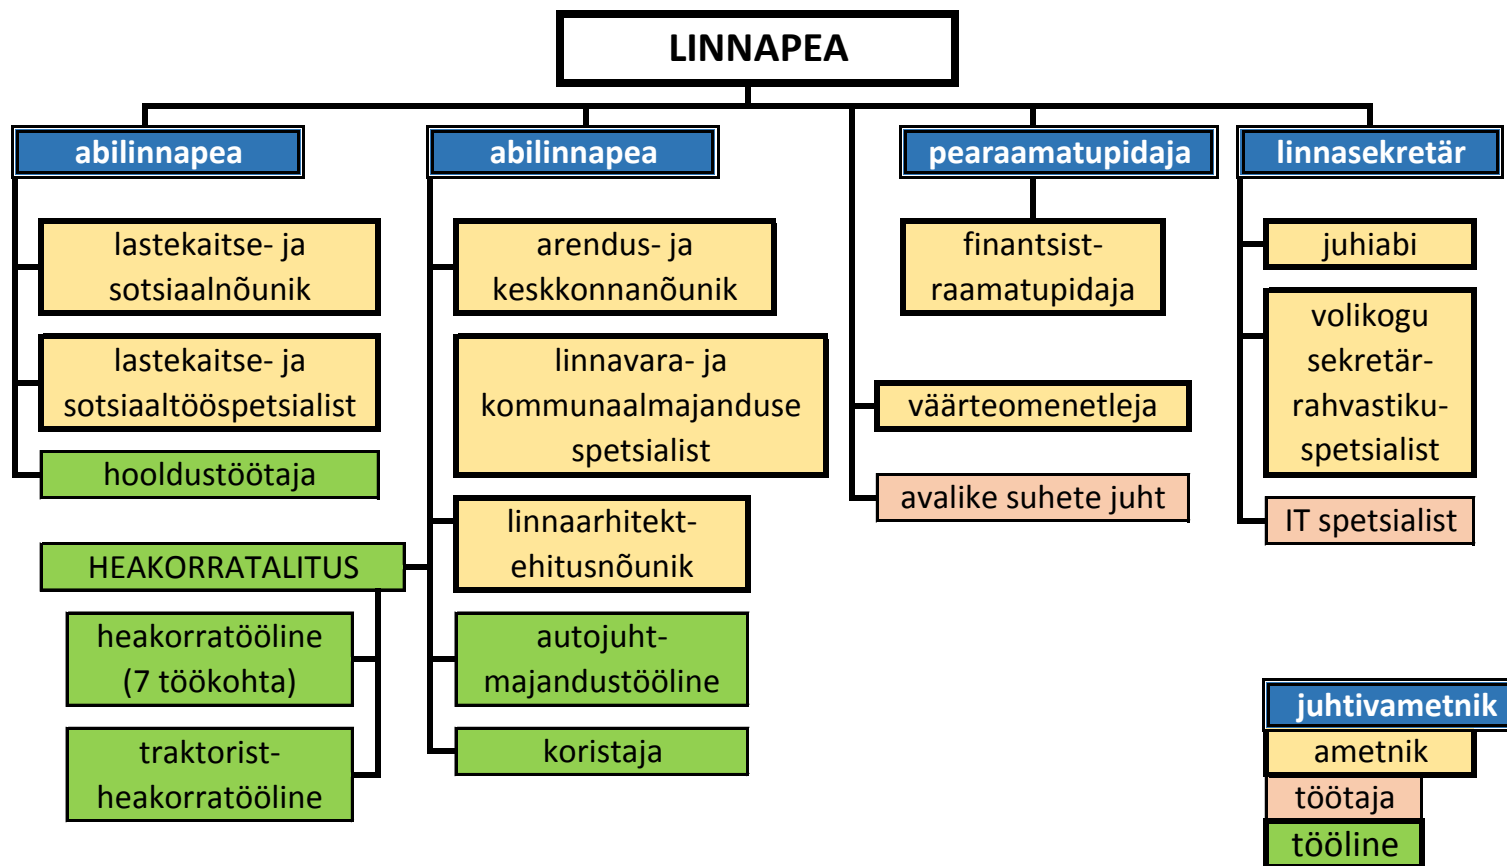 LINNAPEA
abilinnapea
lastekaitse- ja
sotsiaalnõunik
lastekaitse- ja
sotsiaaltööspetsialist
hooldustöötaja
abilinnapea
arendus- ja
keskkonnanõunik
linnavara- ja
kommunaalmajanduse
spetsialist
linnaarhitekt-
ehitusnõunik
autojuht-
majandustööline
koristaja
HEAKORRATALITUS
heakorratööline
(7 töökohta)
traktorist-
heakorratööline
pearaamatupidaja
finantsist-
raamatupidaja
väärteomenetleja
avalike suhete juht
linnasekretär
juhiabi
volikogu
sekretär-
rahvastiku-
spetsialist
IT spetsialist
juhtivametnik
ametnik
töötaja
tööline